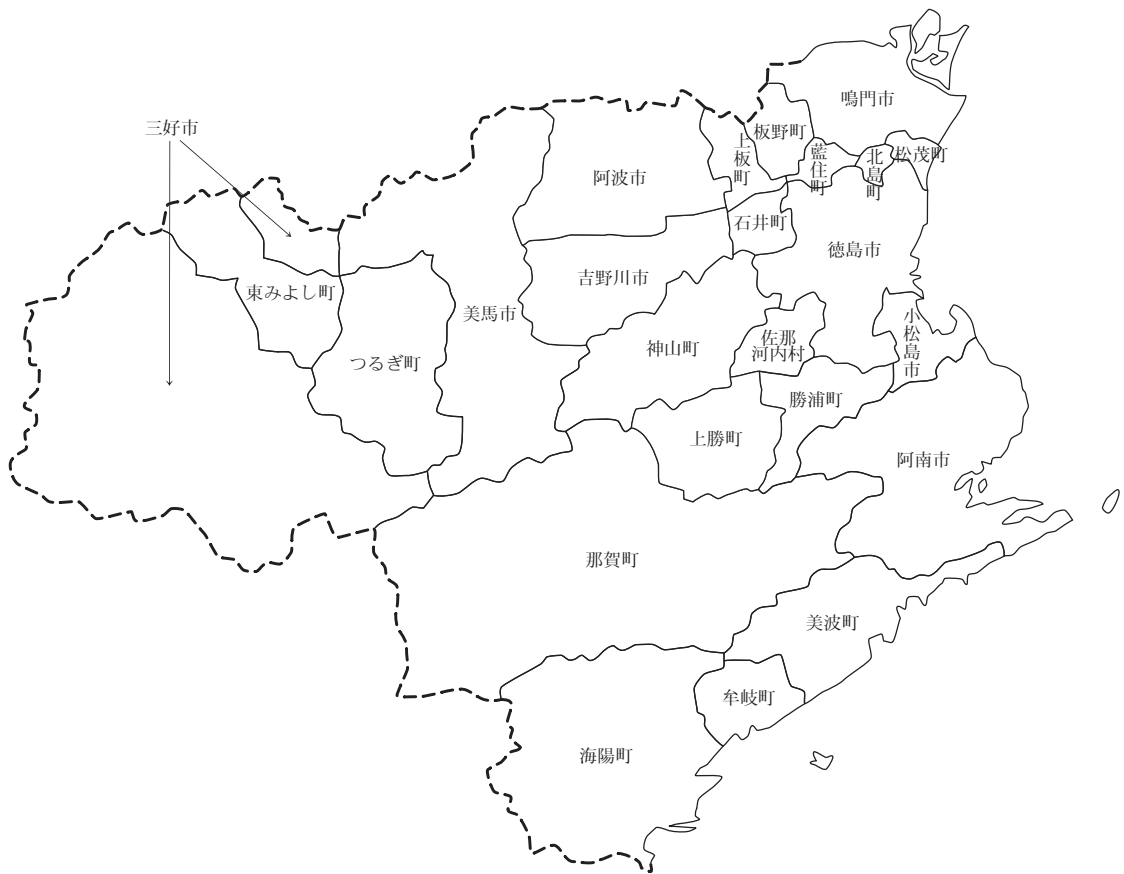 鳴門市
三好市
板野町
上板町
藍住町
北島町
松茂町
阿波市
石井町
徳島市
吉野川市
東みよし町
美馬市
小松島市
つるぎ町
神山町
佐那
河内村
勝浦町
上勝町
阿南市
那賀町
美波町
牟岐町
海陽町